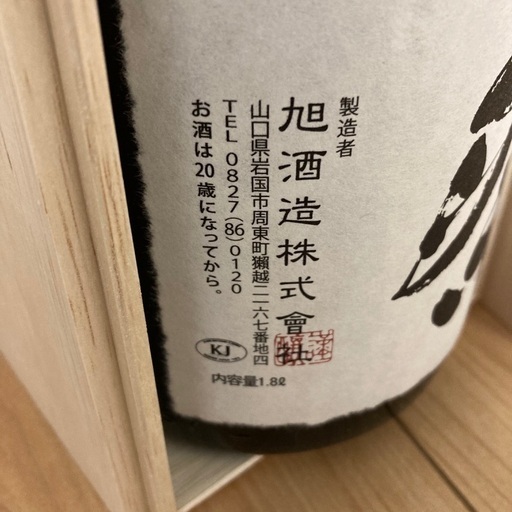 製造者
旭酒造株式會社
山口県岩国市周東町獺越二一六七番地四
TEL 0827(86)0120
お酒は20歳になってから。
KJ
内容量1.8ℓ